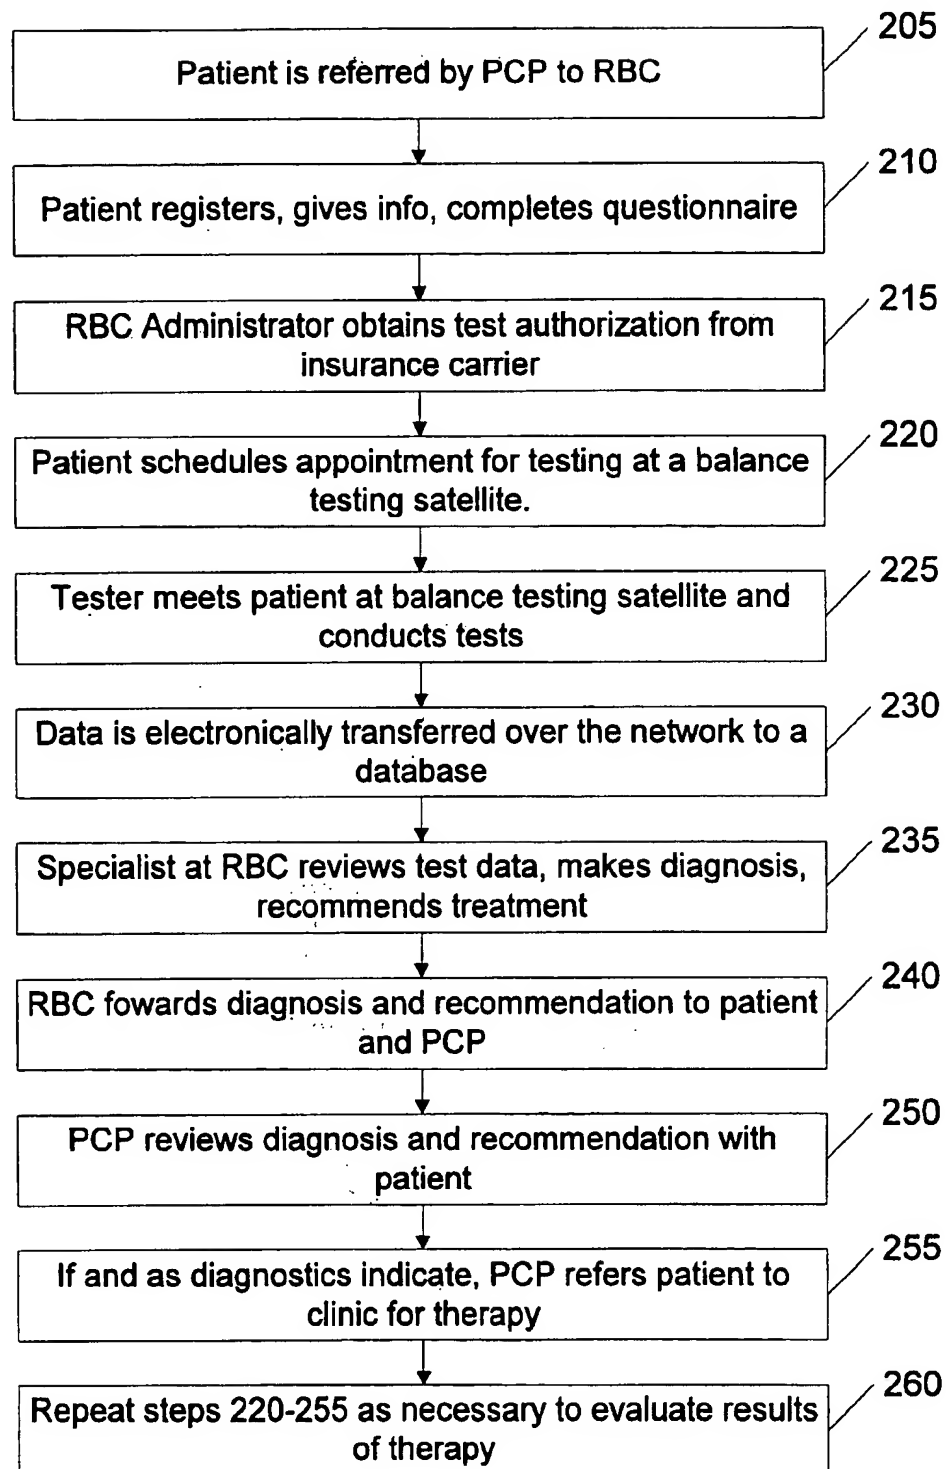 205
Patient is referred by PCP to RBC
210
Patient registers, gives info, completes questionnaire
215
RBC Administrator obtains test authorization from
insurance carrier
220
Patient schedules appointment for testing at a balance
testing satellite.
225
Tester meets patient at balance testing satellite and
conducts tests
230
Data is electronically transferred over the network to a
database
235
Specialist at RBC reviews test data, makes diagnosis,
recommends treatment
240
RBC fowards diagnosis and recommendation to patient
and PCP
250
PCP reviews diagnosis and recommendation with
patient
255
If and as diagnostics indicate, PCP refers patient to
clinic for therapy
260
Repeat steps 220-255 as necessary to evaluate results
of therapy